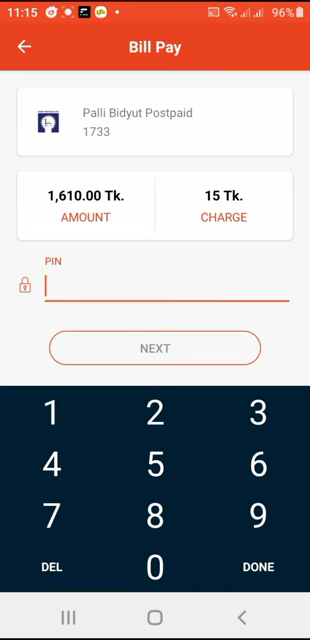 11:15 96%
Bill Pay
Palli Bidyut Postpaid
1733
1,610.00 Tk. 15 Tk.
AMOUNT CHARGE
PIN
NEXT
1 2 3
4 5 6
7 8 9
DEL 0 DONE